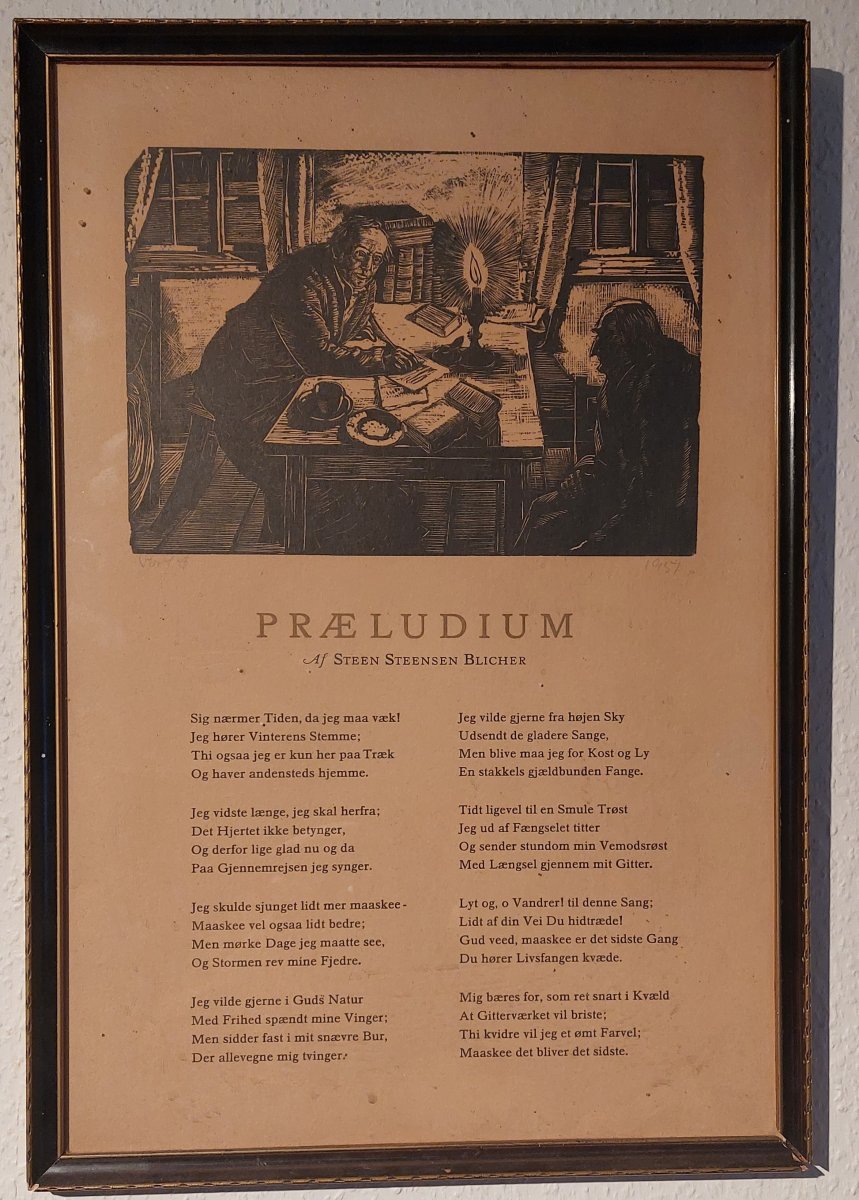 1957
PRÆLUDIUM
Af STEEN STEENSEN BLICHER
Sig nærmer Tiden, da jeg maa væk!
Jeg hører Vinterens Stemme;
Thi ogsaa jeg er kun her paa Træk
Og haver andensteds hjemme.
Jeg vidste længe, jeg skal herfra;
Det Hjertet ikke betynger,
Og derfor lige glad nu og da
Paa Gjennemrejsen jeg synger.
Jeg skulde sjunget lidt mer maaskee-
Maaskee vel ogsaa lidt bedre;
Men mørke Dage jeg maatte see,
Og Stormen rev mine Fjedre.
Jeg vilde gjerne i Guds Natur
Med Frihed spændt mine Vinger;
Men sidder fast i mit snævre Bur,
Der allevegne mig tvinger.
Jeg vilde gjerne fra højen Sky
Udsendt de gladere Sange,
Men blive maa jeg for Kost og Ly
En stakkels gjældbunden Fange.
Tidt ligevel til en Smule Trøst
Jeg ud af Fængselet titter
Og sender stundom min Vemodsrøst
Med Længsel gjennem mit Gitter.
Lyt og, o Vandrer! til denne Sang;
Lidt af din Vei Du hidtræde!
Gud veed, maaskee er det sidste Gang
Du hører Livsfangen kvæde.
Mig bæres for, som ret snart i Kvæld
At Gitterværket vil briste;
Thi kvidre vil jeg et ømt Farvel;
Maaskee det bliver det sidste.